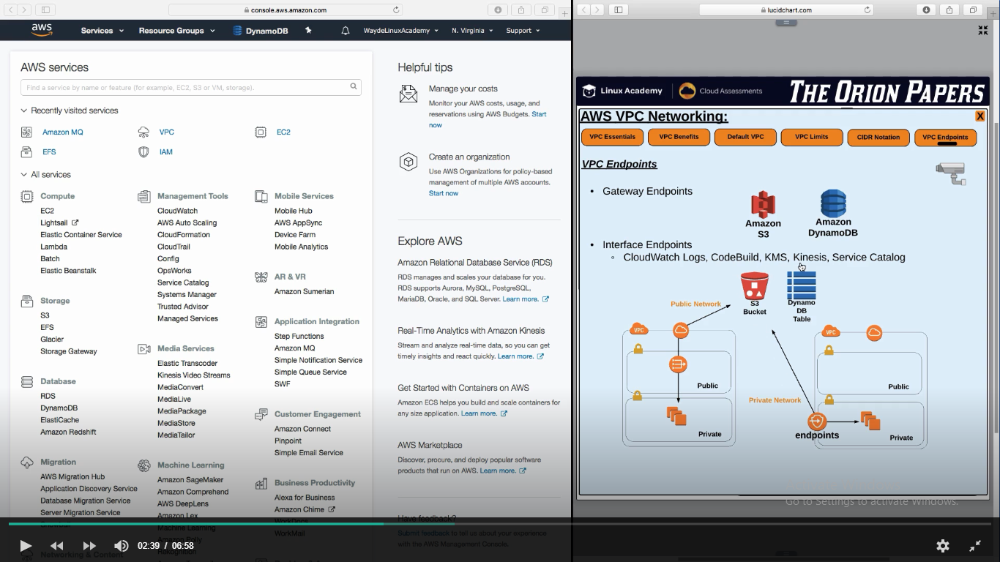 console.aws.amazon.com
aws
Services
Resource Groups
DynamoDB
WaydeLinuxAcademy
N. Virginia
Support
AWS services
Find a service by name or feature (for example, EC2, S3 or VM, storage).
Recently visited services
Amazon MQ
VPC
EC2
EFS
IAM
All services
Compute
EC2
Lightsail
Elastic Container Service
Lambda
Batch
Elastic Beanstalk
Storage
S3
EFS
Glacier
Storage Gateway
Database
RDS
DynamoDB
ElastiCache
Amazon Redshift
Migration
AWS Migration Hub
Application Discovery Service
Database Migration Service
Server Migration Service
Networking & Content
Management Tools
CloudWatch
AWS Auto Scaling
CloudFormation
CloudTrail
Config
OpsWorks
Service Catalog
Systems Manager
Trusted Advisor
Managed Services
Media Services
Elastic Transcoder
Kinesis Video Streams
MediaConvert
MediaLive
MediaPackage
MediaStore
MediaTailor
Machine Learning
Amazon SageMaker
Amazon Comprehend
AWS DeepLens
Amazon Lex
Machine Learning
Amazon Polly
Rekognition
Mobile Services
Mobile Hub
AWS AppSync
Device Farm
Mobile Analytics
AR & VR
Amazon Sumerian
Application Integration
Step Functions
Amazon MQ
Simple Notification Service
Simple Queue Service
SWF
Customer Engagement
Amazon Connect
Pinpoint
Simple Email Service
Business Productivity
Alexa for Business
Amazon Chime
WorkDocs
WorkMail
Helpful tips
Manage your costs
Monitor your AWS costs, usage, and
reservations using AWS Budgets. Start
now
Create an organization
Use AWS Organizations for policy-based
management of multiple AWS accounts.
Start now
Explore AWS
Amazon Relational Database Service (RDS)
RDS manages and scales your database for you.
RDS supports Aurora, MySQL, PostgreSQL,
MariaDB, Oracle, and SQL Server. Learn more.
Real-Time Analytics with Amazon Kinesis
Stream and analyze real-time data, so you can get
timely insights and react quickly. Learn more.
Get Started with Containers on AWS
Amazon ECS helps you build and scale containers for
any size application. Learn more.
AWS Marketplace
Discover, procure, and deploy popular software
products that run on AWS. Learn more.
Have feedback?
Submit feedback to tell us about your experience
with the AWS Management Console.
02:39 / 06:58
lucidchart.com
Linux Academy
Cloud Assessments
THE ORION PAPERS
AWS VPC Networking:
X
VPC Essentials
VPC Benefits
Default VPC
VPC Limits
CIDR Notation
VPC Endpoints
VPC Endpoints
• Gateway Endpoints
Amazon
S3
Amazon
DynamoDB
• Interface Endpoints
◦ CloudWatch Logs, CodeBuild, KMS, Kinesis, Service Catalog
S3
Bucket
Dynamo
DB
Table
Public Network
VPC
Public
Private
VPC
Public
Private Network
endpoints
Private
Go to Settings to activate Windows.